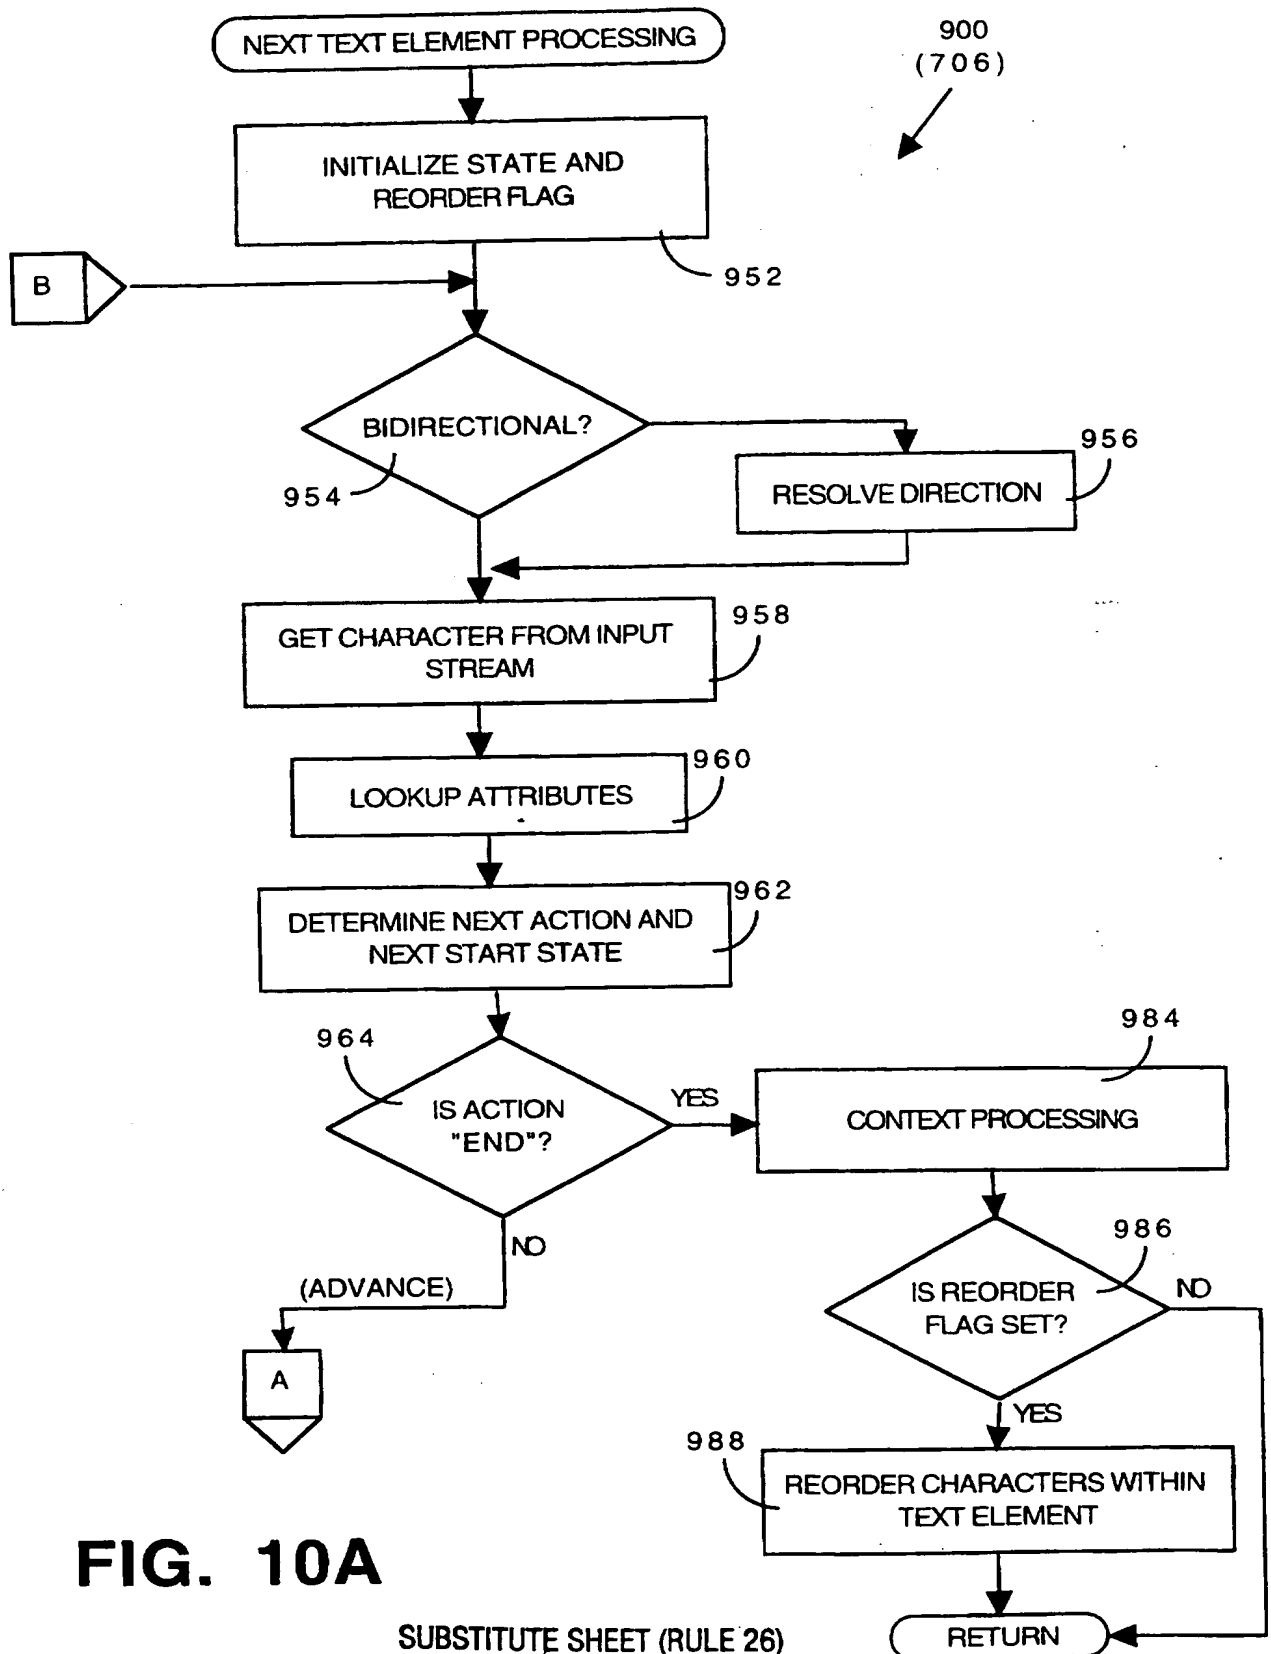 NEXT TEXT ELEMENT PROCESSING
900
(706)
INITIALIZE STATE AND
REORDER FLAG
952
B
BIDIRECTIONAL?
954
956
RESOLVE DIRECTION
958
GET CHARACTER FROM INPUT
STREAM
960
LOOKUP ATTRIBUTES
962
DETERMINE NEXT ACTION AND
NEXT START STATE
964
IS ACTION
"END"?
YES
984
CONTEXT PROCESSING
NO
(ADVANCE)
A
986
IS REORDER
FLAG SET?
NO
YES
988
REORDER CHARACTERS WITHIN
TEXT ELEMENT
RETURN
FIG. 10A
SUBSTITUTE SHEET (RULE 26)